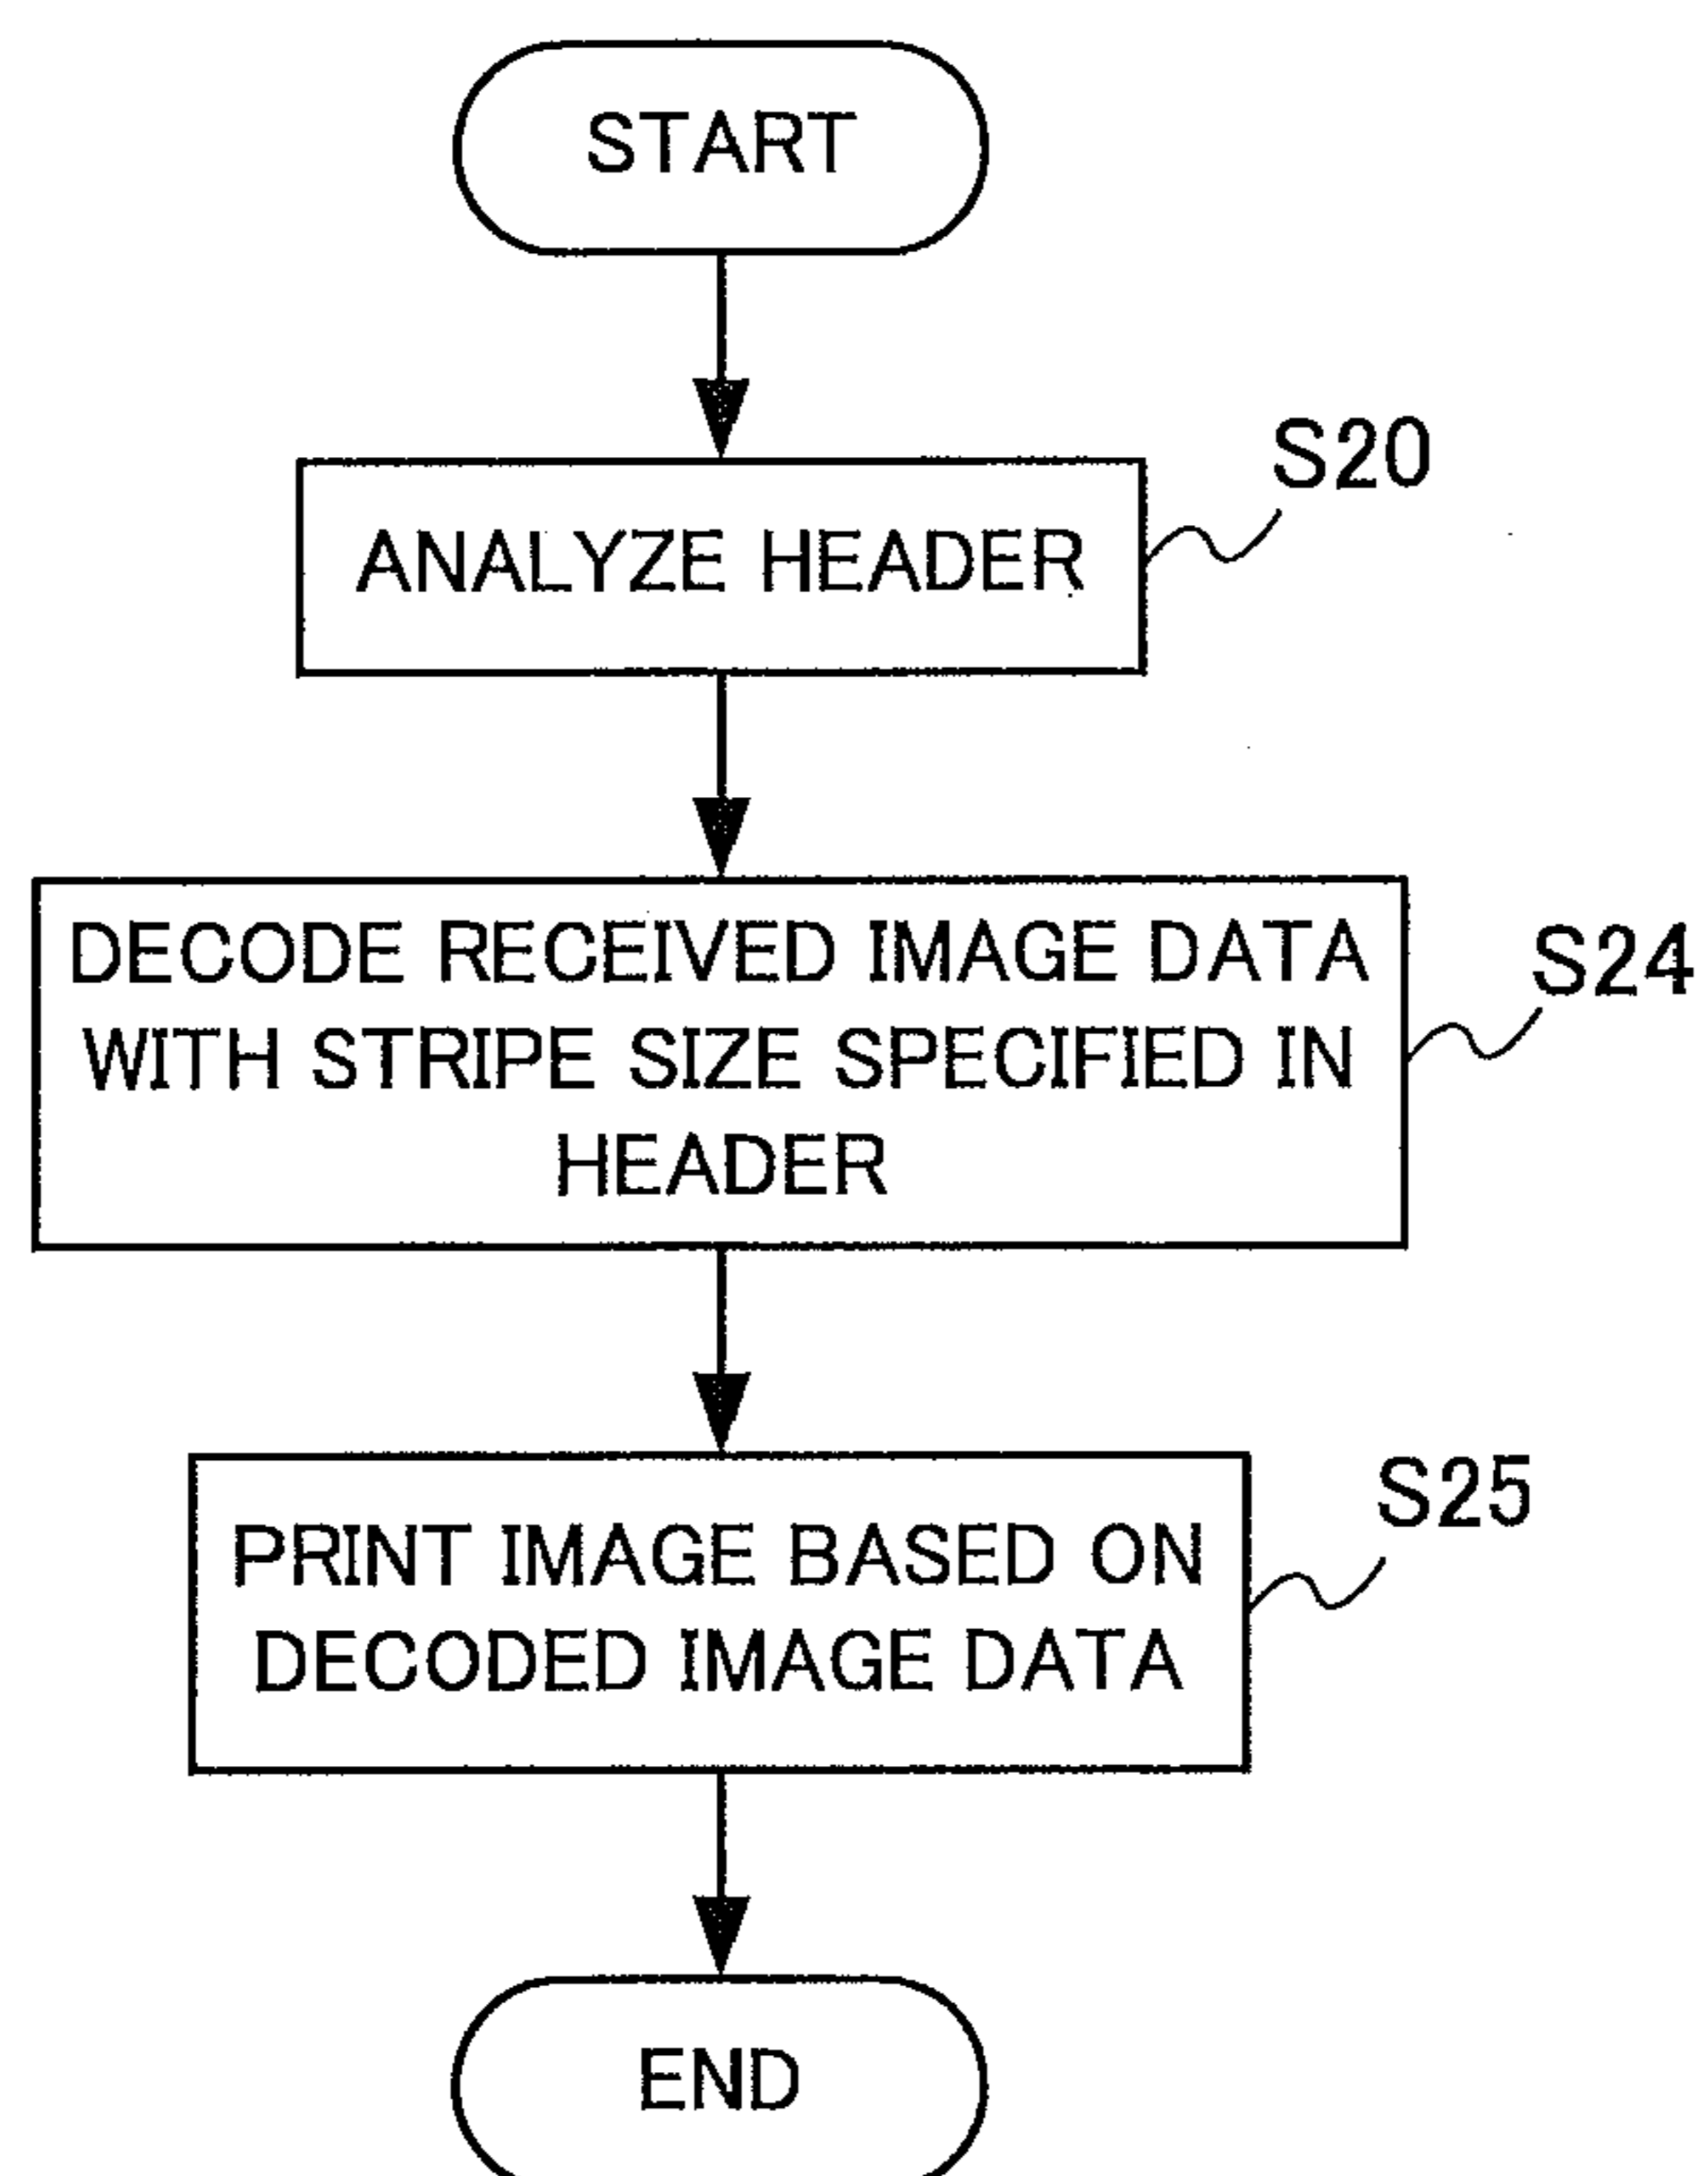 START
S20
ANALYZE HEADER
DECODE RECEIVED IMAGE DATA
S24
WITH STRIPE SIZE SPECIFIED IN
HEADER
S25
PRINT IMAGE BASED ON
DECODED IMAGE DATA
END